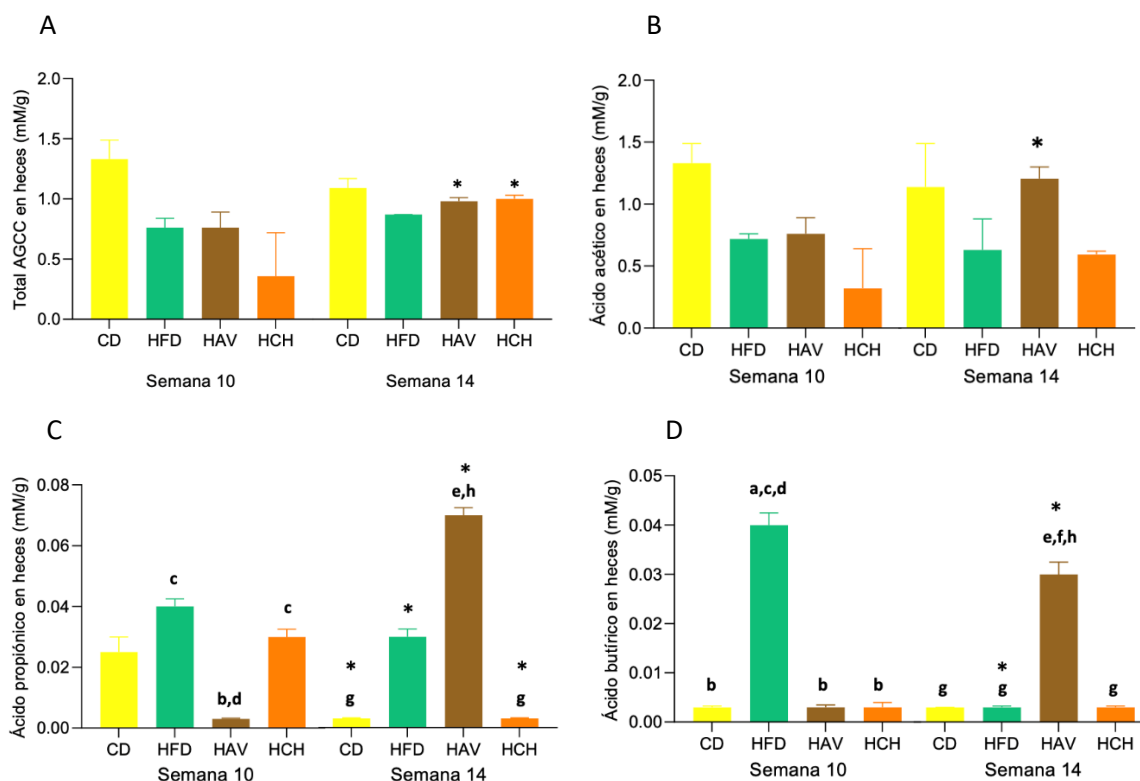 A
Total AGCC en heces (mM/g)
2.0
1.5
1.0
0.5
0.0
* *
CD HFD HAV HCH CD HFD HAV HCH
Semana 10 Semana 14
B
Ácido acético en heces (mM/g)
2.0
1.5
1.0
0.5
0.0
*
CD HFD HAV HCH CD HFD HAV HCH
Semana 10 Semana 14
C
Ácido propiónico en heces (mM/g)
0.08
0.06
0.04
0.02
0.00
c
b,d
c
*
g
*
*
e,h
*
g
CD HFD HAV HCH CD HFD HAV HCH
Semana 10 Semana 14
D
Ácido butírico en heces (mM/g)
0.05
0.04
0.03
0.02
0.01
0.00
b
a,c,d
b
b
g
*
g
*
e,f,h
g
CD HFD HAV HCH CD HFD HAV HCH
Semana 10 Semana 14